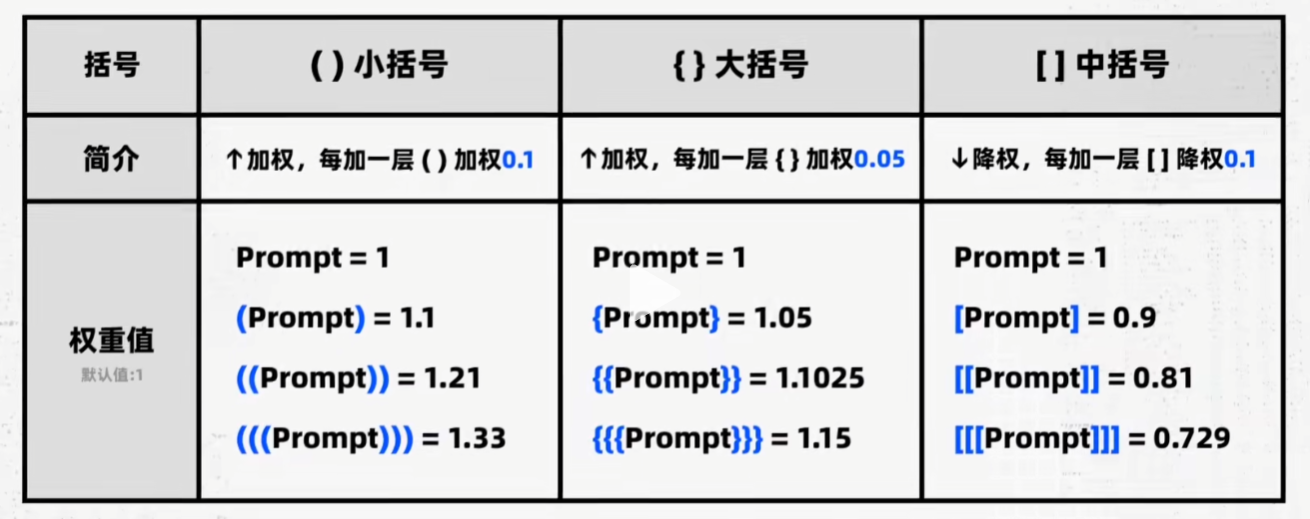 括号 ( ) 小括号 { } 大括号 [ ] 中括号
简介 ↑加权，每加一层 ( ) 加权0.1 ↑加权，每加一层 { } 加权0.05 ↓降权，每加一层 [ ] 降权0.1
Prompt = 1 Prompt = 1 Prompt = 1
(Prompt) = 1.1 {Prompt} = 1.05 [Prompt] = 0.9
权重值
默认值:1
((Prompt)) = 1.21 {{Prompt}} = 1.1025 [[Prompt]] = 0.81
(((Prompt))) = 1.33 {{{Prompt}}} = 1.15 [[[Prompt]]] = 0.729